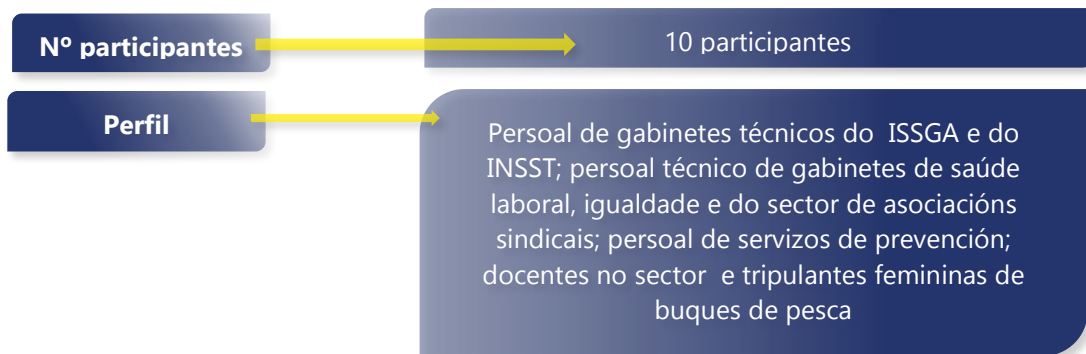 Nº participantes
10 participantes
Perfil
Persoal de gabinetes técnicos do ISSGA e do
INSST; persoal técnico de gabinetes de saúde
laboral, igualdade e do sector de asociacións
sindicais; persoal de servizos de prevención;
docentes no sector e tripulantes femininas de
buques de pesca